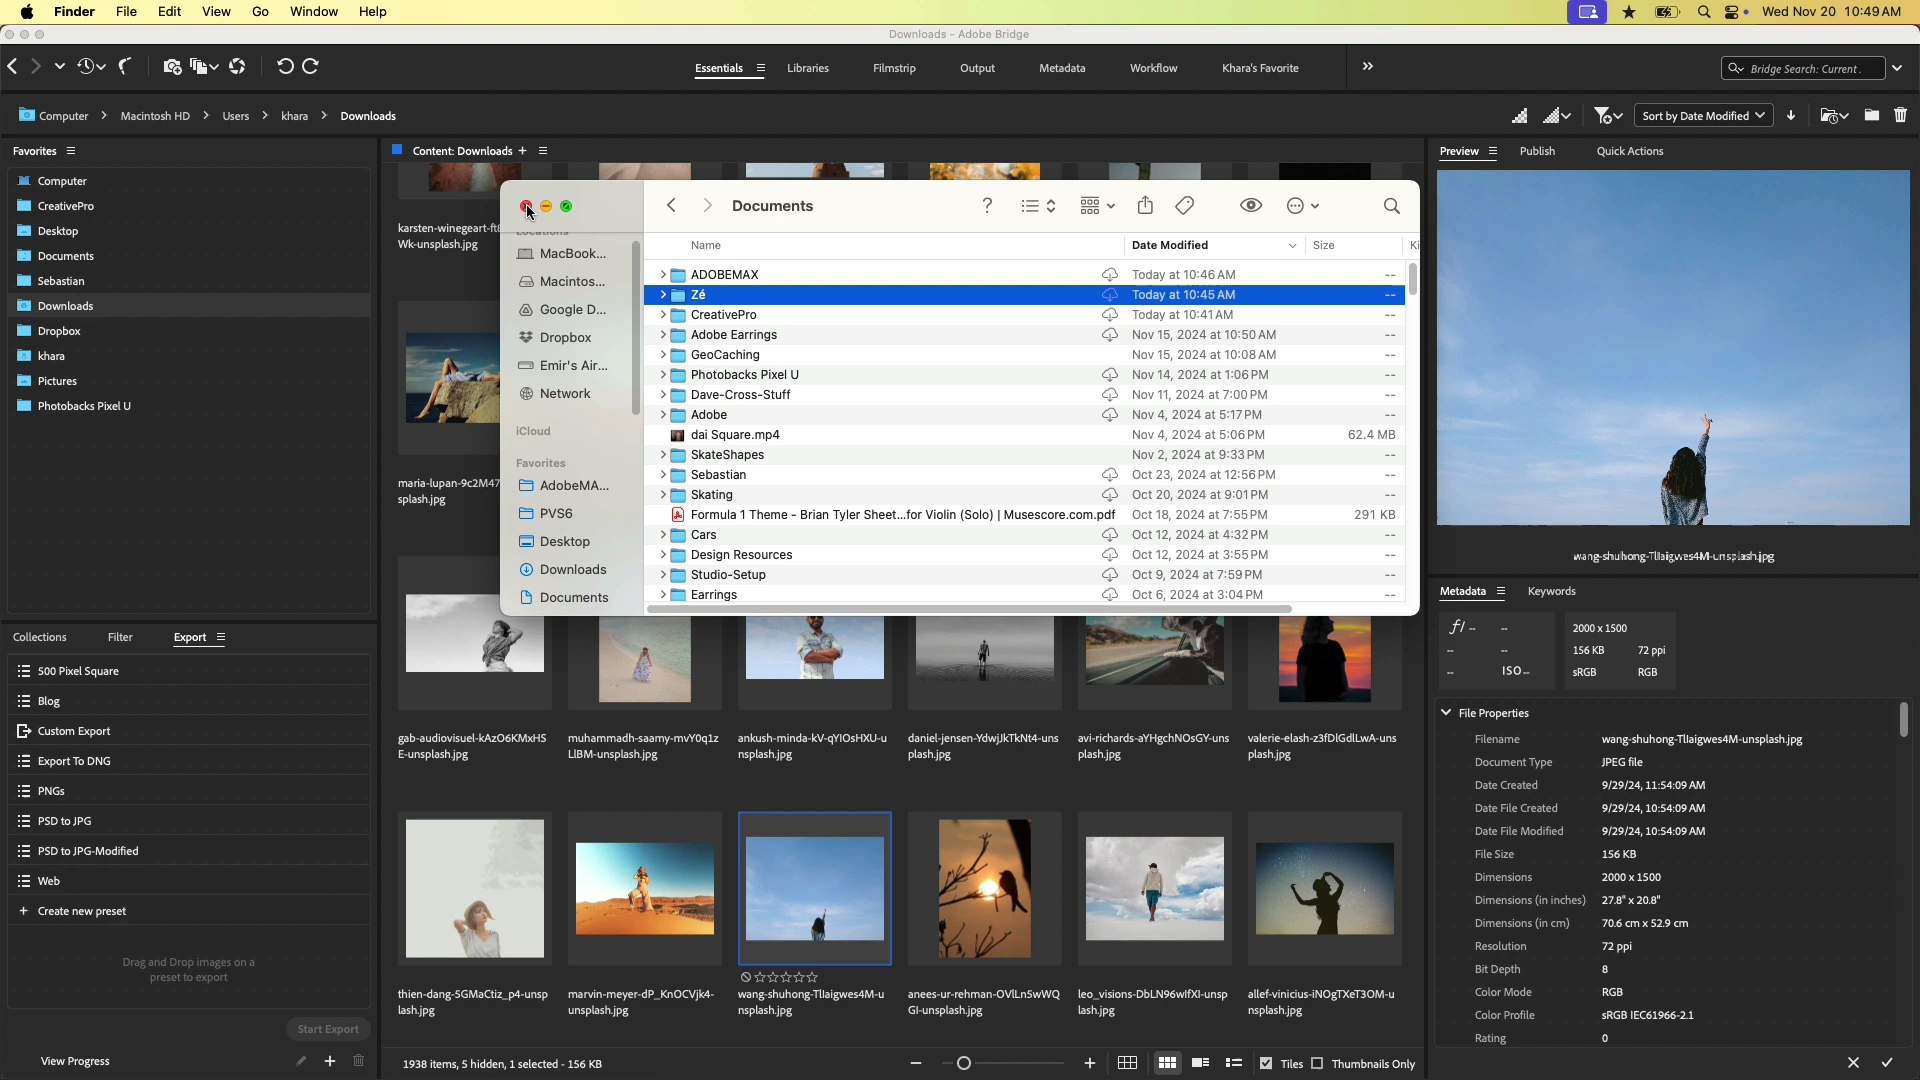 Finder File Edit View Go Window Help
Wed Nov 20 10:49 AM
Downloads - Adobe Bridge
Essentials Libraries Filmstrip Output Metadata Workflow Khara's Favorite
Bridge Search: Current .
Computer Macintosh HD Users khara Downloads
Sort by Date Modified
Favorites
Computer
CreativePro
Desktop
Documents
Sebastian
Downloads
Dropbox
khara
Pictures
Photobacks Pixel U
Collections Filter Export
500 Pixel Square
Blog
Custom Export
Export To DNG
PNGs
PSD to JPG
PSD to JPG-Modified
Web
+ Create new preset
Drag and Drop images on a
preset to export
Start Export
View Progress
Content: Downloads
karsten-winegeart-ft8
Wk-unsplash.jpg
maria-lupan-9c2M47
splash.jpg
Documents
MacBook...
Macintos...
Google D...
Dropbox
Emir's Air...
Network
iCloud
Favorites
AdobeMA...
PVS6
Desktop
Downloads
Documents
Name Date Modified Size Ki
ADOBEMAX Today at 10:46 AM --
Zé Today at 10:45 AM --
CreativePro Today at 10:41 AM --
Adobe Earrings Nov 15, 2024 at 10:50 AM --
GeoCaching Nov 15, 2024 at 10:08 AM --
Photobacks Pixel U Nov 14, 2024 at 1:06 PM --
Dave-Cross-Stuff Nov 11, 2024 at 7:00 PM --
Adobe Nov 4, 2024 at 5:17 PM --
dai Square.mp4 Nov 4, 2024 at 5:06 PM 62.4 MB
SkateShapes Nov 2, 2024 at 9:33 PM --
Sebastian Oct 23, 2024 at 12:56 PM --
Skating Oct 20, 2024 at 9:01 PM --
Formula 1 Theme - Brian Tyler Sheet...for Violin (Solo) | Musescore.com.pdf Oct 18, 2024 at 7:55 PM 291 KB
Cars Oct 12, 2024 at 4:32 PM --
Design Resources Oct 12, 2024 at 3:55 PM --
Studio-Setup Oct 9, 2024 at 7:59 PM --
Earrings Oct 6, 2024 at 3:04 PM --
gab-audiovisuel-kAzO6KMxHS
E-unsplash.jpg
muhammadh-saamy-mvY0q1z
LlBM-unsplash.jpg
ankush-minda-kV-qYIOsHXU-u
nsplash.jpg
daniel-jensen-YdwjJkTkNt4-uns
plash.jpg
avi-richards-aYHgchNOsGY-uns
plash.jpg
valerie-elash-z3fDlGdlLwA-uns
plash.jpg
thien-dang-5GMaCtiz_p4-unsp
lash.jpg
marvin-meyer-dP_KnOCVjk4-
unsplash.jpg
wang-shuhong-Tllaigwes4M-u
nsplash.jpg
anees-ur-rehman-OVlLn5wWQ
GI-unsplash.jpg
leo_visions-DbLN96wIfXI-unsp
lash.jpg
allef-vinicius-iNOgTXeT3OM-u
nsplash.jpg
1938 items, 5 hidden, 1 selected - 156 KB
Tiles Thumbnails Only
Preview Publish Quick Actions
wang-shuhong-Tllaigwes4M-unsplash.jpg
Metadata Keywords
f/ -- --
-- --
-- ISO--
2000 x 1500
156 KB 72 ppi
sRGB RGB
File Properties
Filename wang-shuhong-Tllaigwes4M-unsplash.jpg
Document Type JPEG file
Date Created 9/29/24, 11:54:09 AM
Date File Created 9/29/24, 10:54:09 AM
Date File Modified 9/29/24, 10:54:09 AM
File Size 156 KB
Dimensions 2000 x 1500
Dimensions (in inches) 27.8" x 20.8"
Dimensions (in cm) 70.6 cm x 52.9 cm
Resolution 72 ppi
Bit Depth 8
Color Mode RGB
Color Profile sRGB IEC61966-2.1
Rating 0